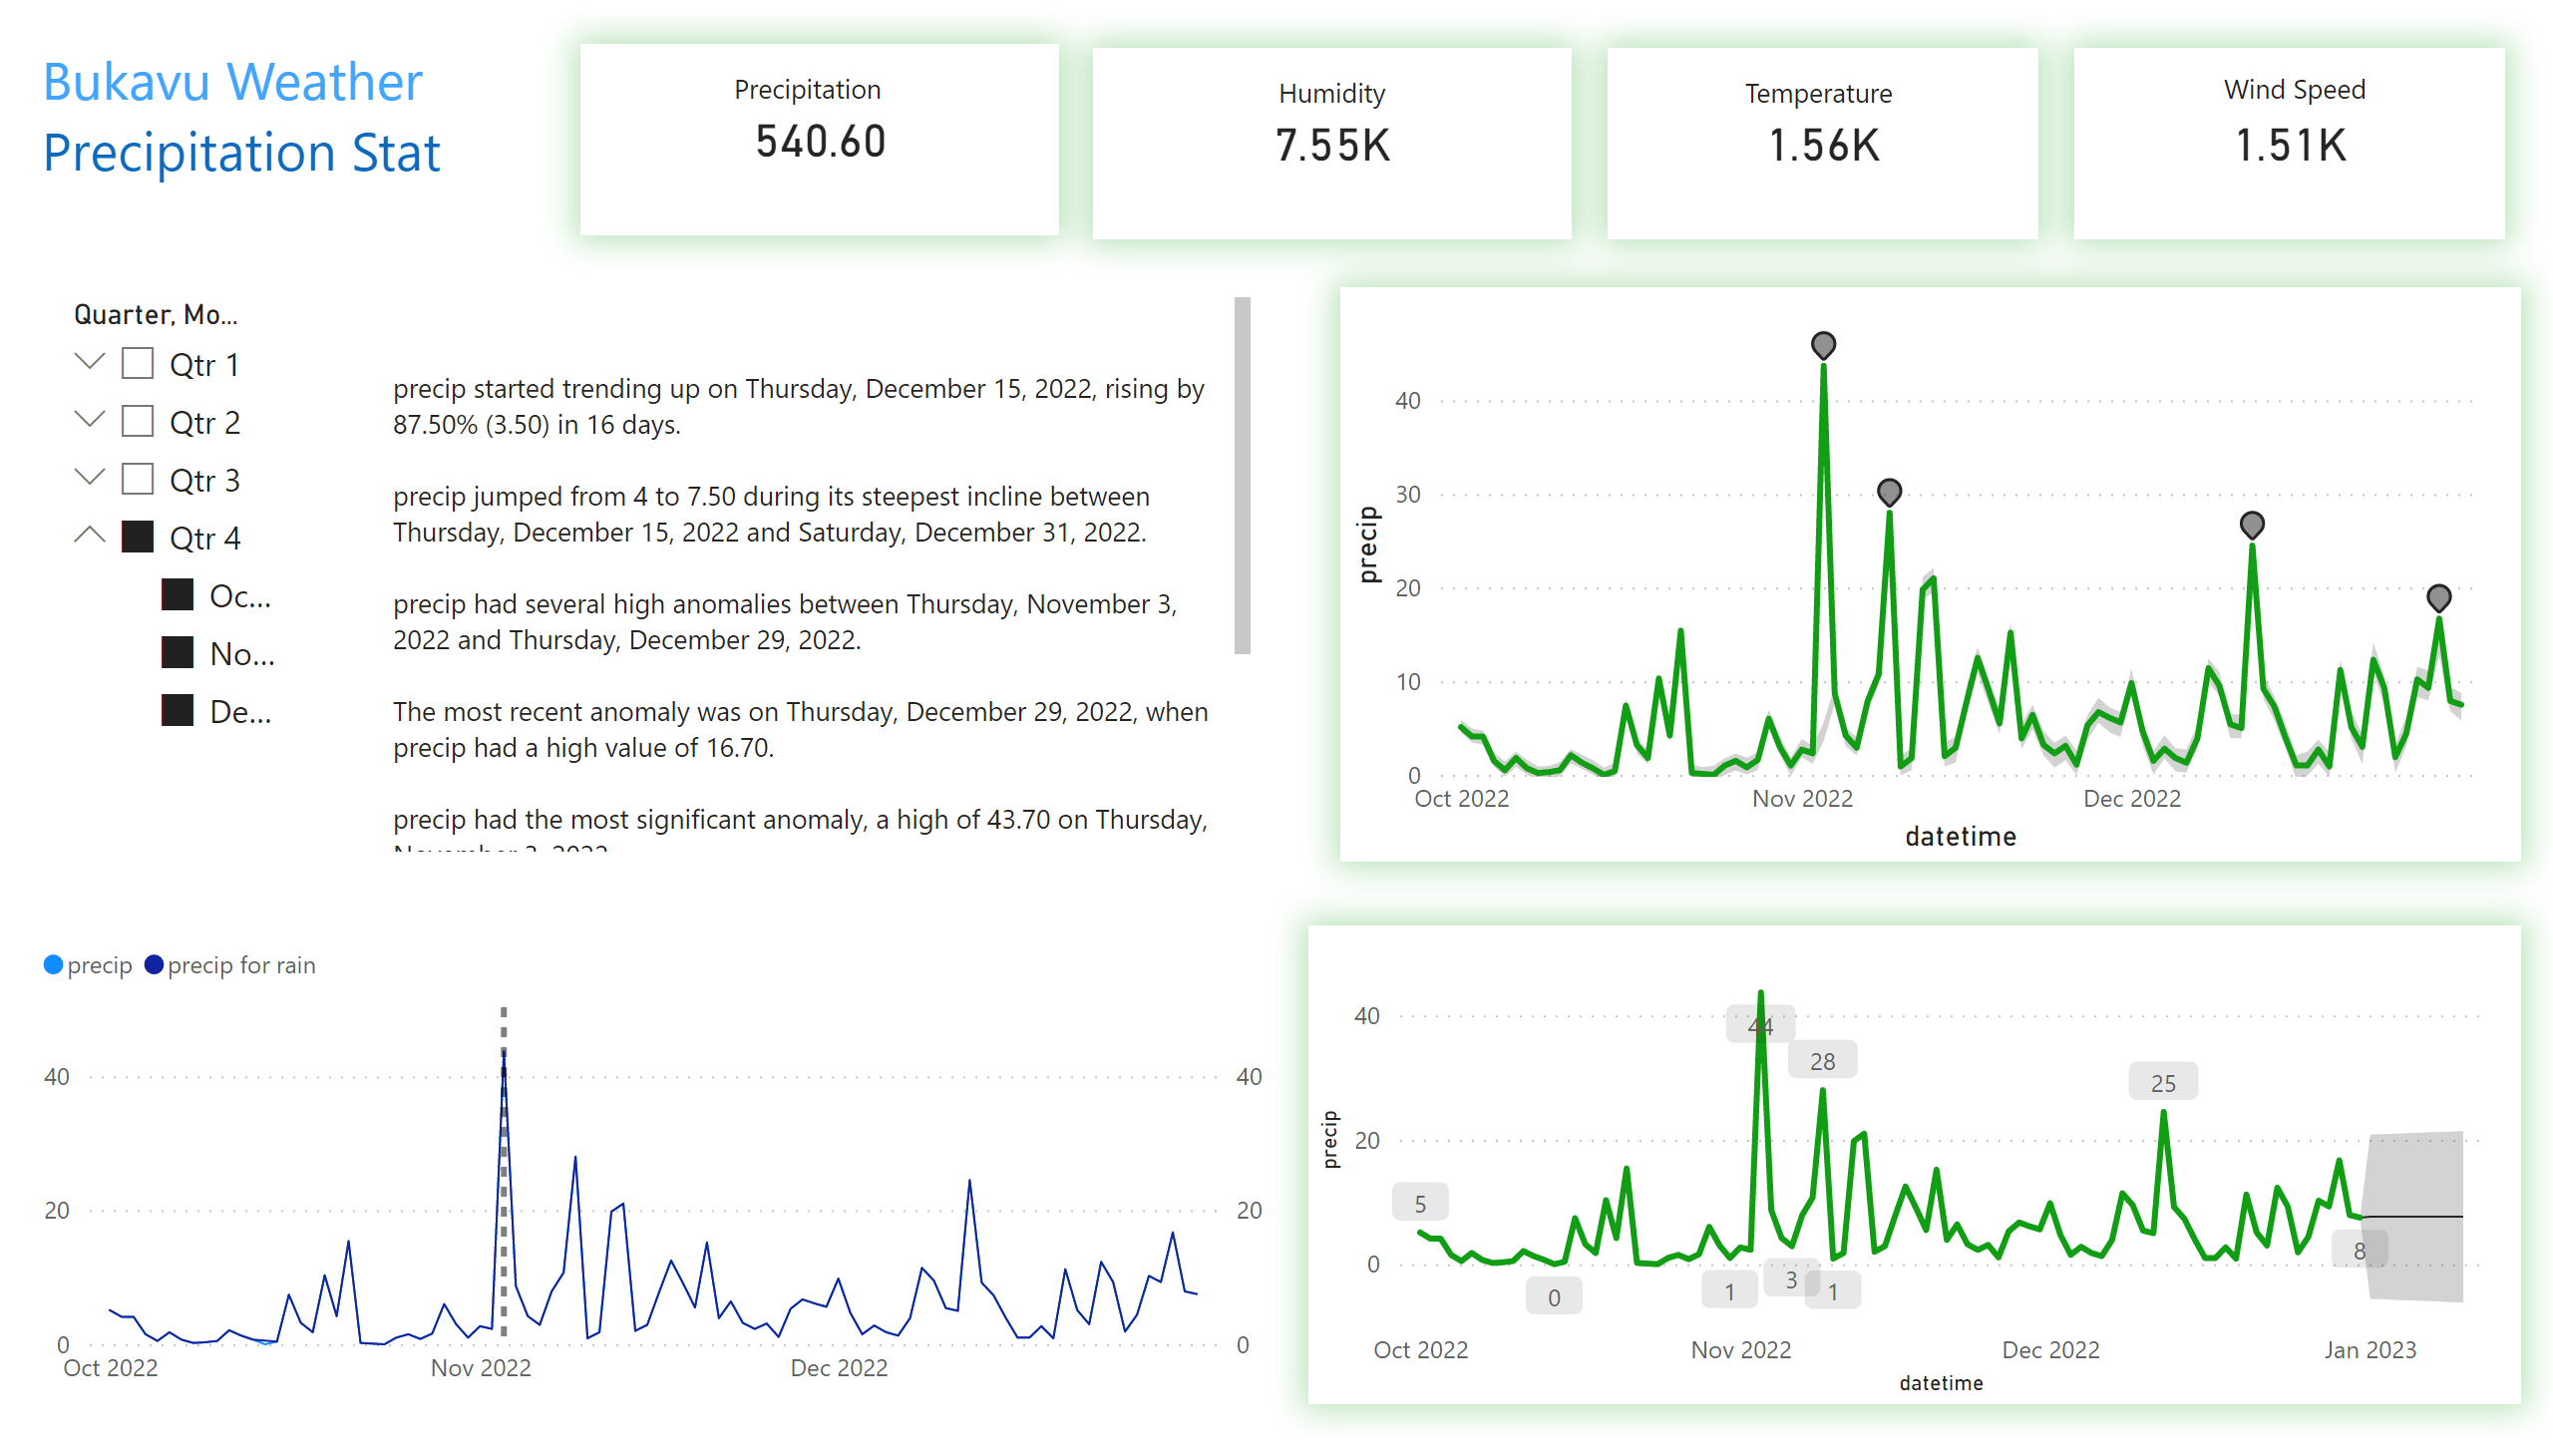 Bukavu Weather
Precipitation Stat
Precipitation
540.60
Humidity
7.55K
Temperature
1.56K
Wind Speed
1.51K
Quarter, Mo...
Qtr 1
Qtr 2
Qtr 3
Qtr 4
Oc...
No...
De...
precip started trending up on Thursday, December 15, 2022, rising by
87.50% (3.50) in 16 days.
precip jumped from 4 to 7.50 during its steepest incline between
Thursday, December 15, 2022 and Saturday, December 31, 2022.
precip had several high anomalies between Thursday, November 3,
2022 and Thursday, December 29, 2022.
The most recent anomaly was on Thursday, December 29, 2022, when
precip had a high value of 16.70.
precip had the most significant anomaly, a high of 43.70 on Thursday,
November 3, 2022
precip
40
30
20
10
0
Oct 2022
Nov 2022
Dec 2022
datetime
precip
precip for rain
40
20
0
40
20
0
Oct 2022
Nov 2022
Dec 2022
precip
40
20
0
5
0
1
44
3
28
1
25
8
Oct 2022
Nov 2022
Dec 2022
Jan 2023
datetime